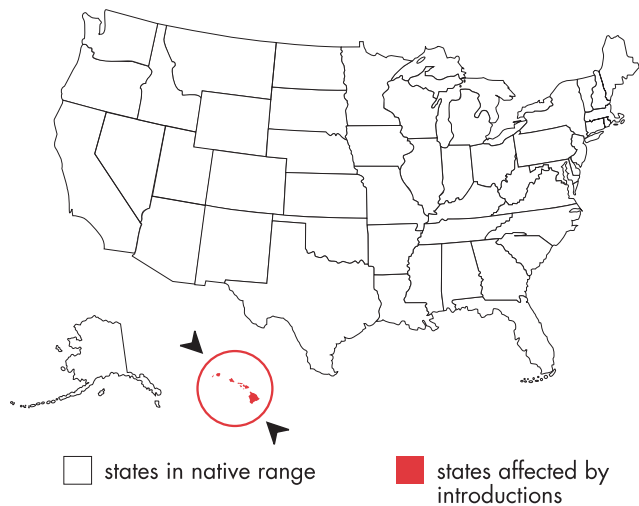 states in native range
states affected by
introductions